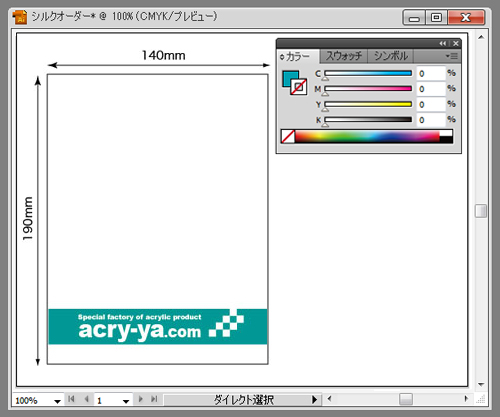 シルクオーダー* @ 100% (CMYK/プレビュー)
140mm
190mm
カラー スウォッチ シンボル
C 0 %
M 0 %
Y 0 %
K 0 %
Special factory of acrylic product
acry-ya.com
100% 1 ダイレクト選択